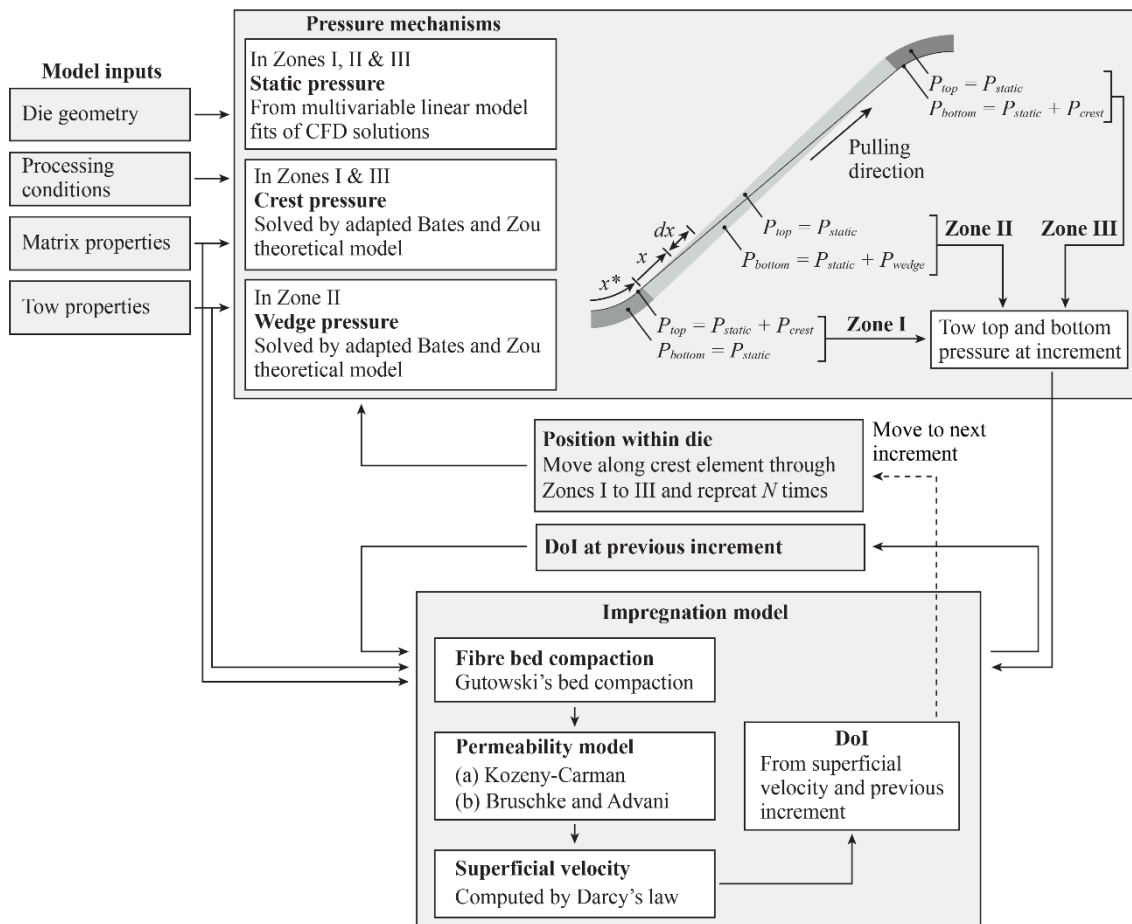 Model inputs
Die geometry
Processing
conditions
Matrix properties
Tow properties
Pressure mechanisms
In Zones I, II & III
Static pressure
From multivariable linear model
fits of CFD solutions
In Zones I & III
Crest pressure
Solved by adapted Bates and Zou
theoretical model
In Zone II
Wedge pressure
Solved by adapted Bates and Zou
theoretical model
P_top = P_static
P_bottom = P_static + P_crest
Pulling
direction
dx
x
x*
P_top = P_static
P_bottom = P_static + P_wedge
Zone II
Zone III
P_top = P_static + P_crest
P_bottom = P_static
Zone I
Tow top and bottom
pressure at increment
Position within die
Move along crest element through
Zones I to III and repreat N times
Move to next
increment
DoI at previous increment
Impregnation model
Fibre bed compaction
Gutowski’s bed compaction
Permeability model
(a) Kozeny-Carman
(b) Bruschke and Advani
Superficial velocity
Computed by Darcy’s law
DoI
From superficial
velocity and previous
increment